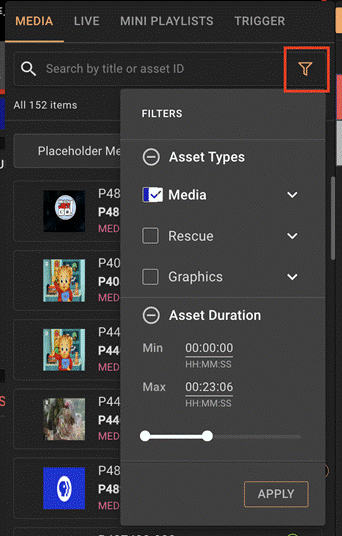 MEDIA LIVE MINI PLAYLISTS TRIGGER
Search by title or asset ID
All 152 items
FILTERS
Placeholder Me
Asset Types
Media
P48
P48
MED
Rescue
P40
P40
MED
Graphics
P44
P44
MED
Asset Duration
Min 00:00:00
HH:MM:SS
Max 00:23:06
HH:MM:SS
P44
P44
MED
P48
P48
MED
APPLY